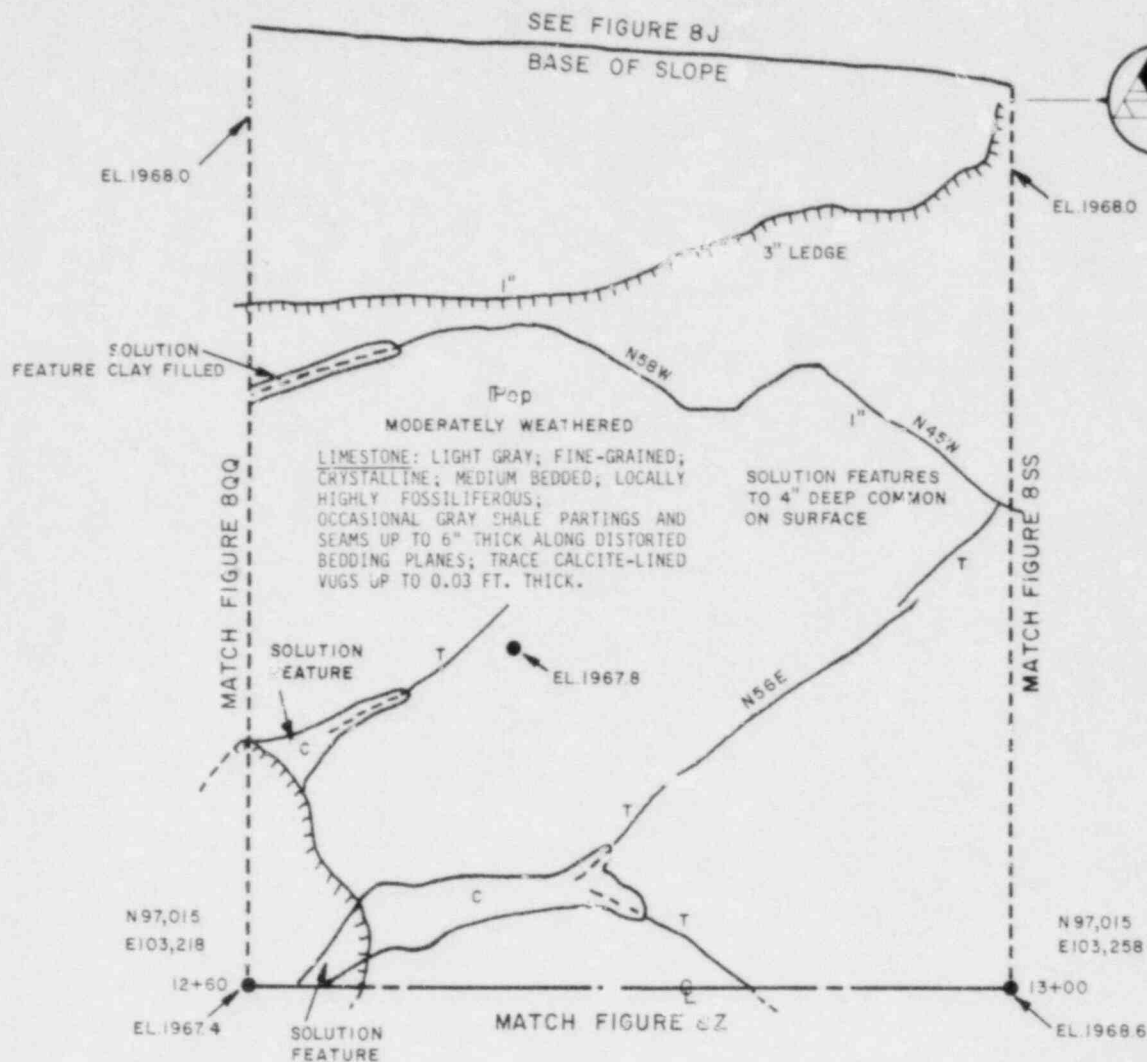 SEE FIGURE 8J
BASE OF SLOPE
EL.1968.0
EL.1968.0
3" LEDGE
1"
SOLUTION
FEATURE CLAY FILLED
N58W
1"
N45W
MODERATELY WEATHERED
LIMESTONE: LIGHT GRAY; FINE-GRAINED;
CRYSTALLINE; MEDIUM BEDDED; LOCALLY
HIGHLY FOSSILIFEROUS;
OCCASIONAL GRAY SHALE PARTINGS AND
SEAMS UP TO 6" THICK ALONG DISTORTED
BEDDING PLANES; TRACE CALCITE-LINED
VUGS UP TO 0.03 FT. THICK.
SOLUTION FEATURES
TO 4" DEEP COMMON
ON SURFACE
MATCH FIGURE 8QQ
MATCH FIGURE 8SS
T
SOLUTION
FEATURE
T
EL.1967.8
N56E
C
T
C
T
N97,015
E103,218
12+60
EL.1967.4
SOLUTION
FEATURE
MATCH FIGURE 8Z
N97,015
E103,258
13+00
EL.1968.6